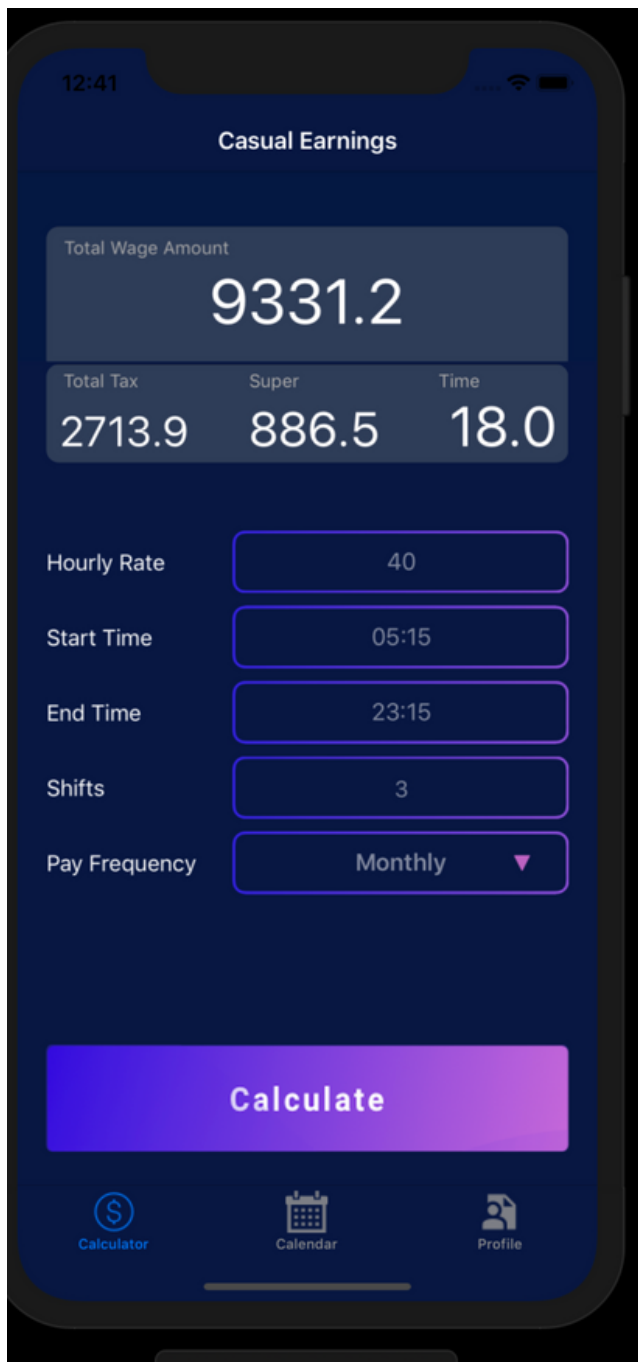 12:41
Casual Earnings
Total Wage Amount
9331.2
Total Tax Super Time
2713.9 886.5 18.0
Hourly Rate 40
Start Time 05:15
End Time 23:15
Shifts 3
Pay Frequency Monthly ▼
Calculate
Calculator Calendar Profile